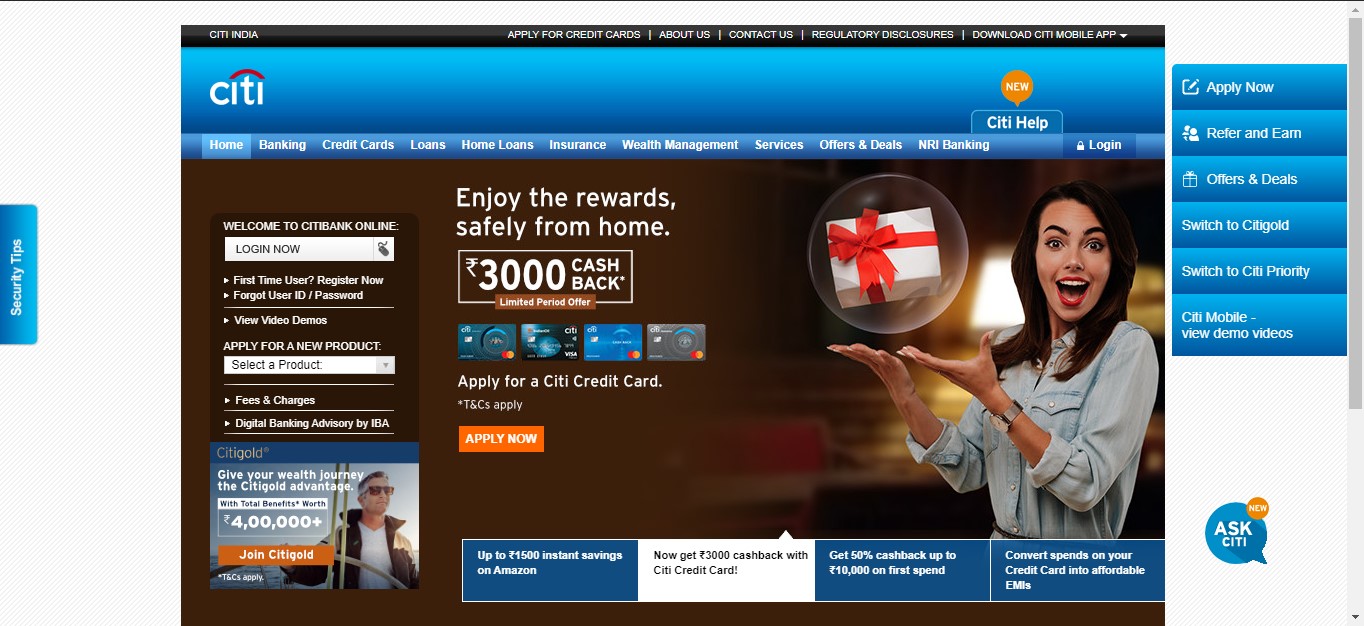 CITI INDIA
APPLY FOR CREDIT CARDS | ABOUT US | CONTACT US | REGULATORY DISCLOSURES | DOWNLOAD CITI MOBILE APP
citi
NEW
Citi Help
Home Banking Credit Cards Loans Home Loans Insurance Wealth Management Services Offers & Deals NRI Banking Login
Security Tips
WELCOME TO CITIBANK ONLINE:
LOGIN NOW
First Time User? Register Now
Forgot User ID / Password
View Video Demos
APPLY FOR A NEW PRODUCT:
Select a Product:
Fees & Charges
Digital Banking Advisory by IBA
Citigold®
Give your wealth journey
the Citigold advantage.
With Total Benefits* Worth
₹4,00,000+
Join Citigold
*T&Cs apply.
Enjoy the rewards,
safely from home.
₹3000 CASH
BACK*
Limited Period Offer
citi
citi
VISA
citi
citi
Apply for a Citi Credit Card.
*T&Cs apply
APPLY NOW
Up to ₹1500 instant savings
on Amazon
Now get ₹3000 cashback with
Citi Credit Card!
Get 50% cashback up to
₹10,000 on first spend
Convert spends on your
Credit Card into affordable
EMIs
Apply Now
Refer and Earn
Offers & Deals
Switch to Citigold
Switch to Citi Priority
Citi Mobile -
view demo videos
NEW
ASK
CITI